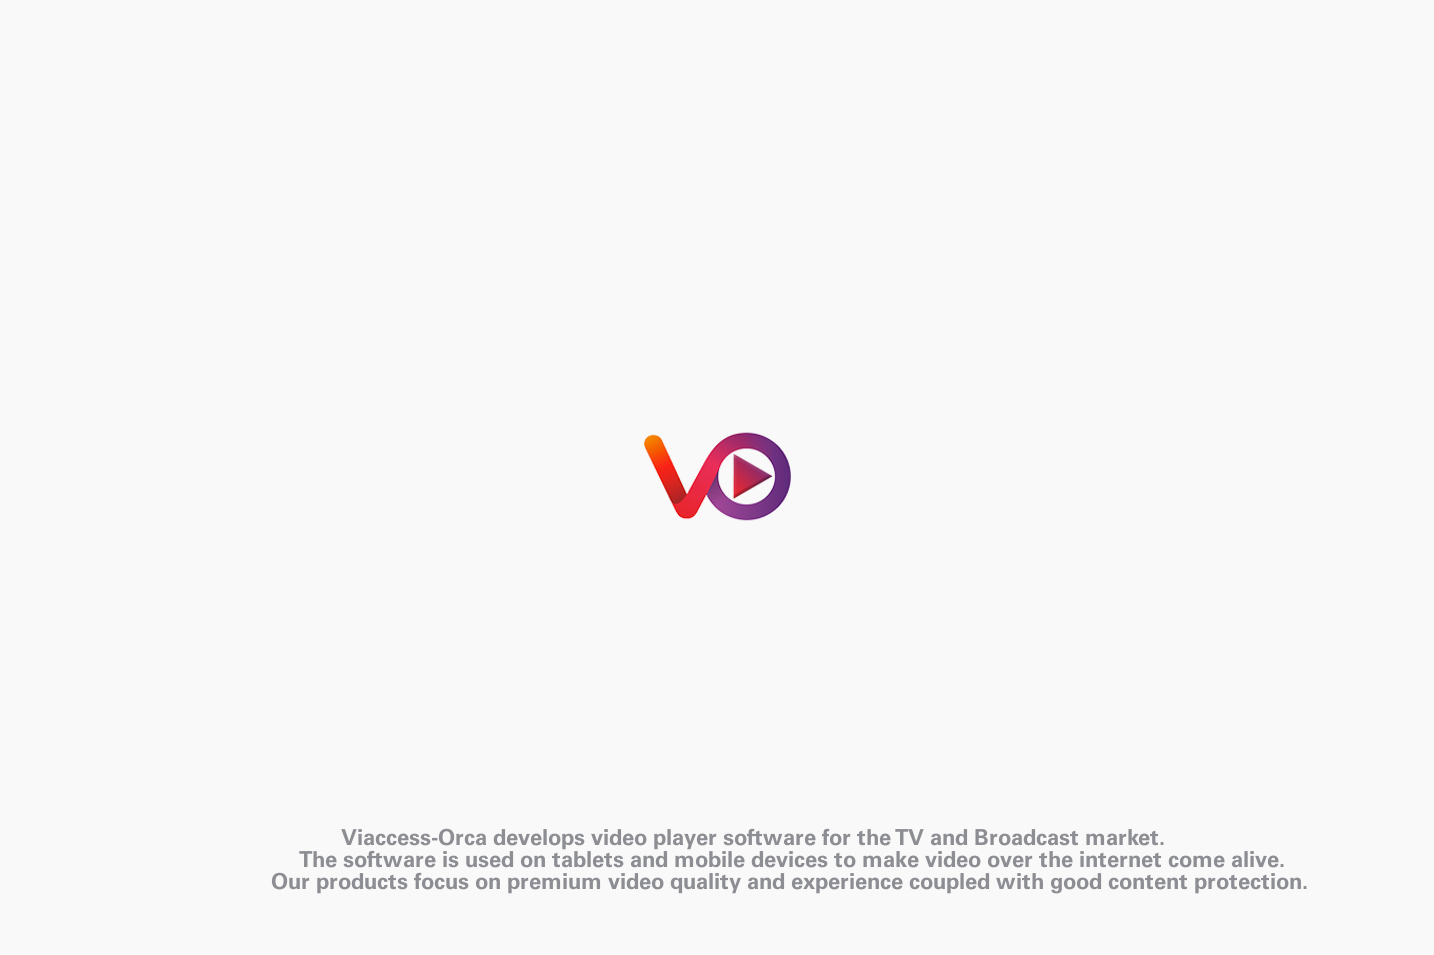 VO
Viaccess-Orca develops video player software for the TV and Broadcast market.
The software is used on tablets and mobile devices to make video over the internet come alive.
Our products focus on premium video quality and experience coupled with good content protection.